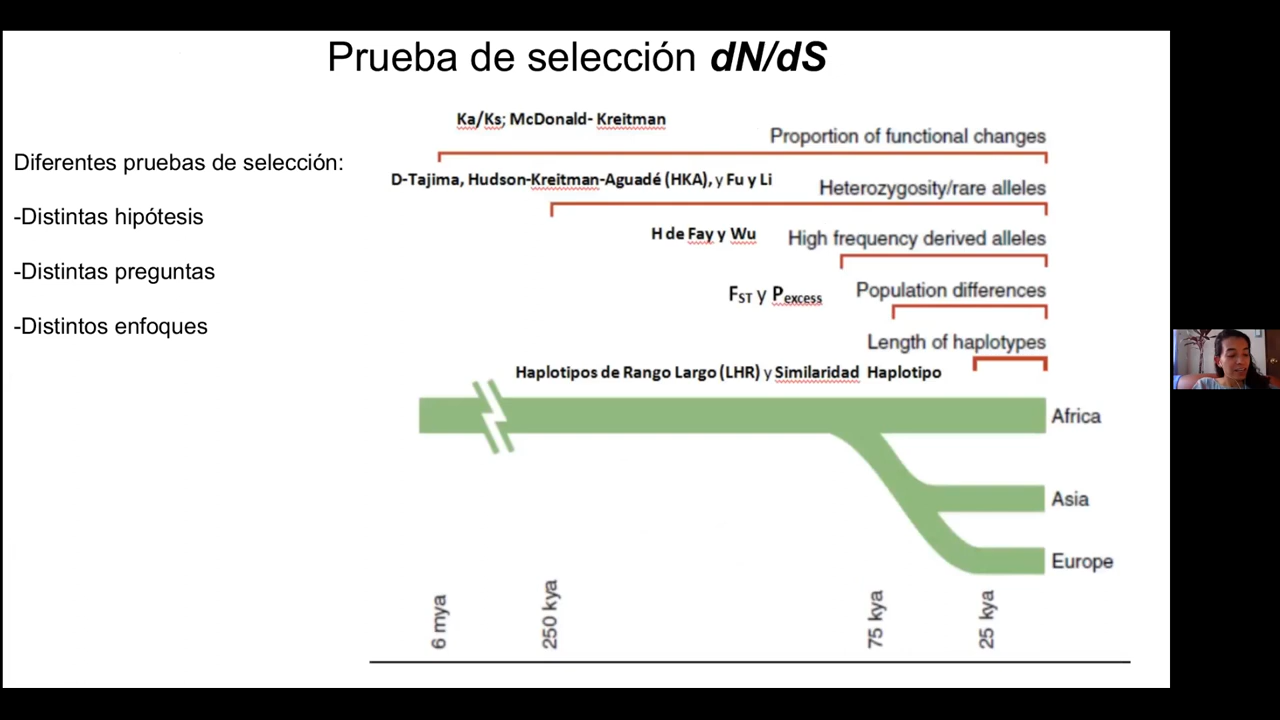 Prueba de selección dN/dS
Diferentes pruebas de selección:
-Distintas hipótesis
-Distintas preguntas
-Distintos enfoques
Ka/Ks; McDonald- Kreitman
Proportion of functional changes
D-Tajima, Hudson-Kreitman-Aguadé (HKA), y Fu y Li
Heterozygosity/rare alleles
H de Fay y Wu
High frequency derived alleles
FST y Pexcess
Population differences
Length of haplotypes
Haplotipos de Rango Largo (LHR) y Similaridad Haplotipo
Africa
Asia
Europe
6 mya
250 kya
75 kya
25 kya